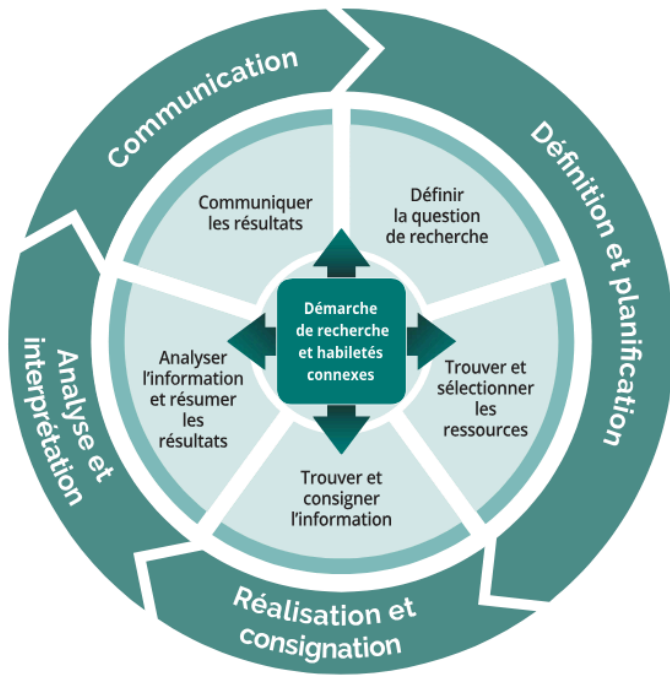 Communication
Définition et planification
Réalisation et
consignation
Analyse et
interprétation
Communiquer
les résultats
Définir
la question
de recherche
Démarche
de recherche
et habiletés
connexes
Analyser
l'information
et résumer
les
résultats
Trouver et
sélectionner
les
ressources
Trouver et
consigner
l'information